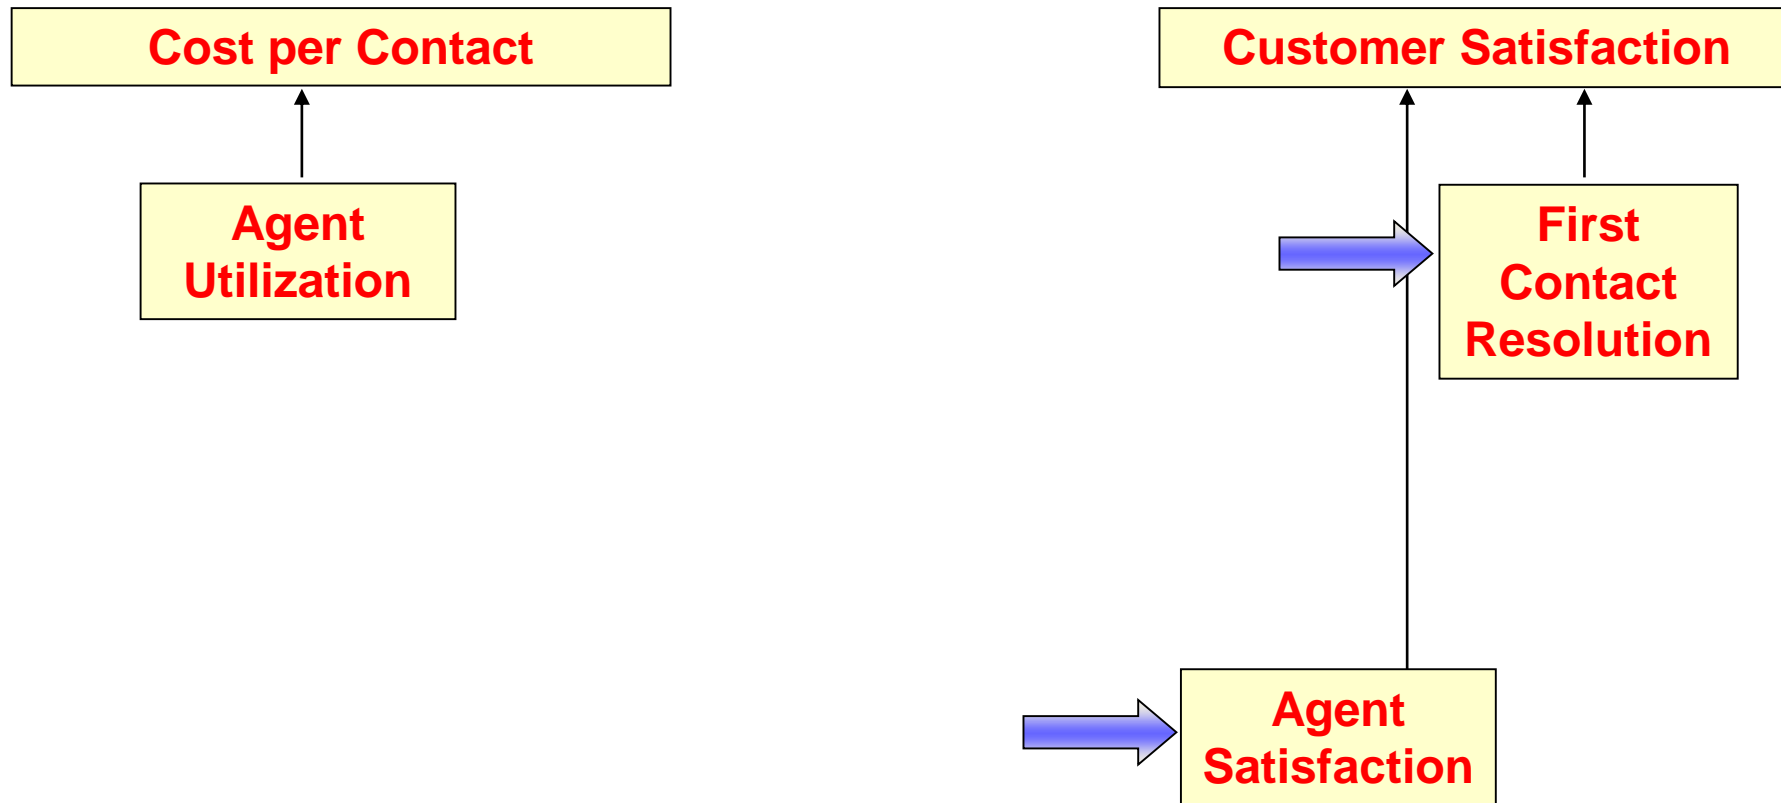 Cost per Contact
Customer Satisfaction
Agent
Utilization
First
Contact
Resolution
Agent
Satisfaction